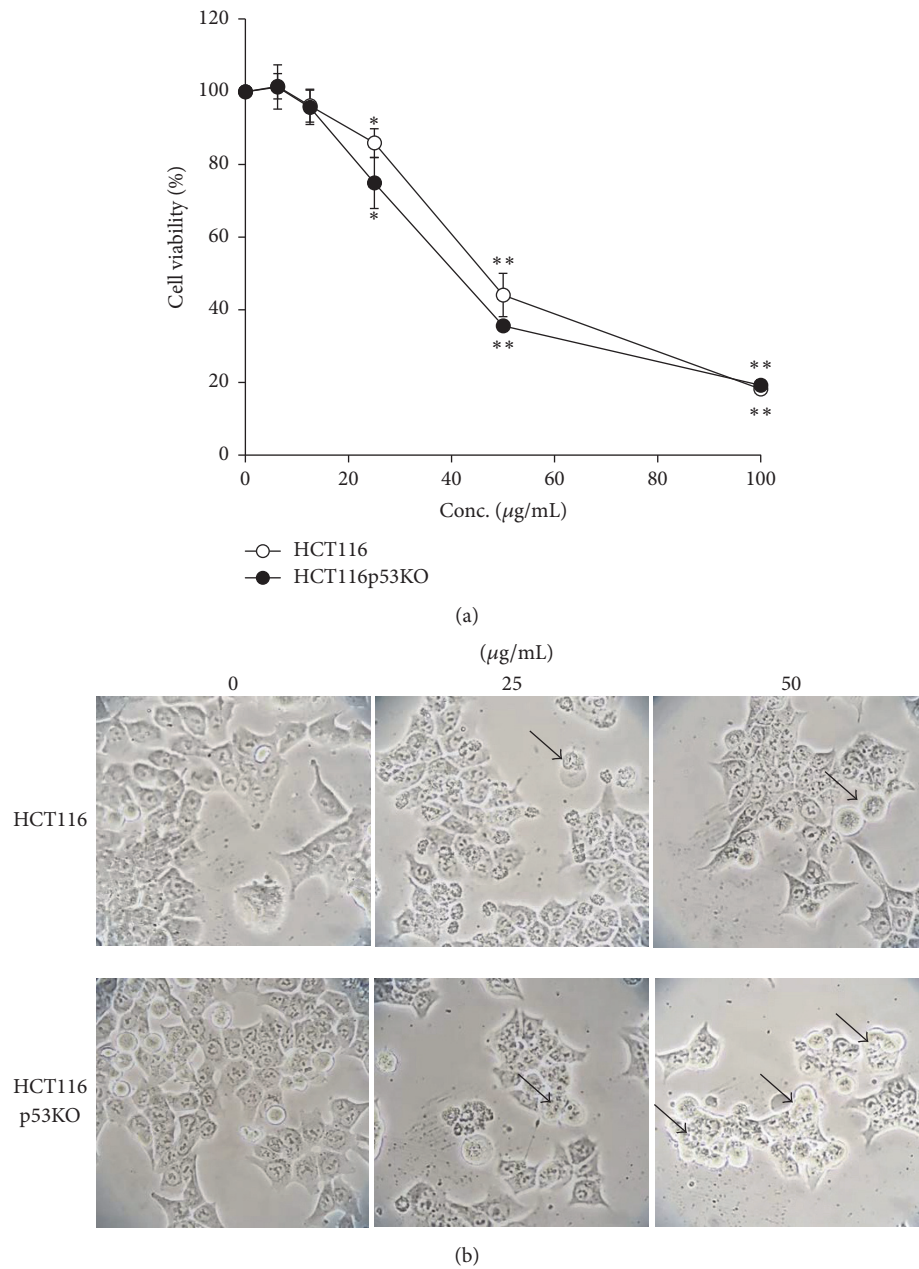 120
100
80
60
40
20
0
Cell viability (%)
*
*
**
**
**
**
0 20 40 60 80 100
Conc. (μg/mL)
HCT116
HCT116p53KO
(a)
(μg/mL)
0 25 50
HCT116
HCT116
p53KO
(b)